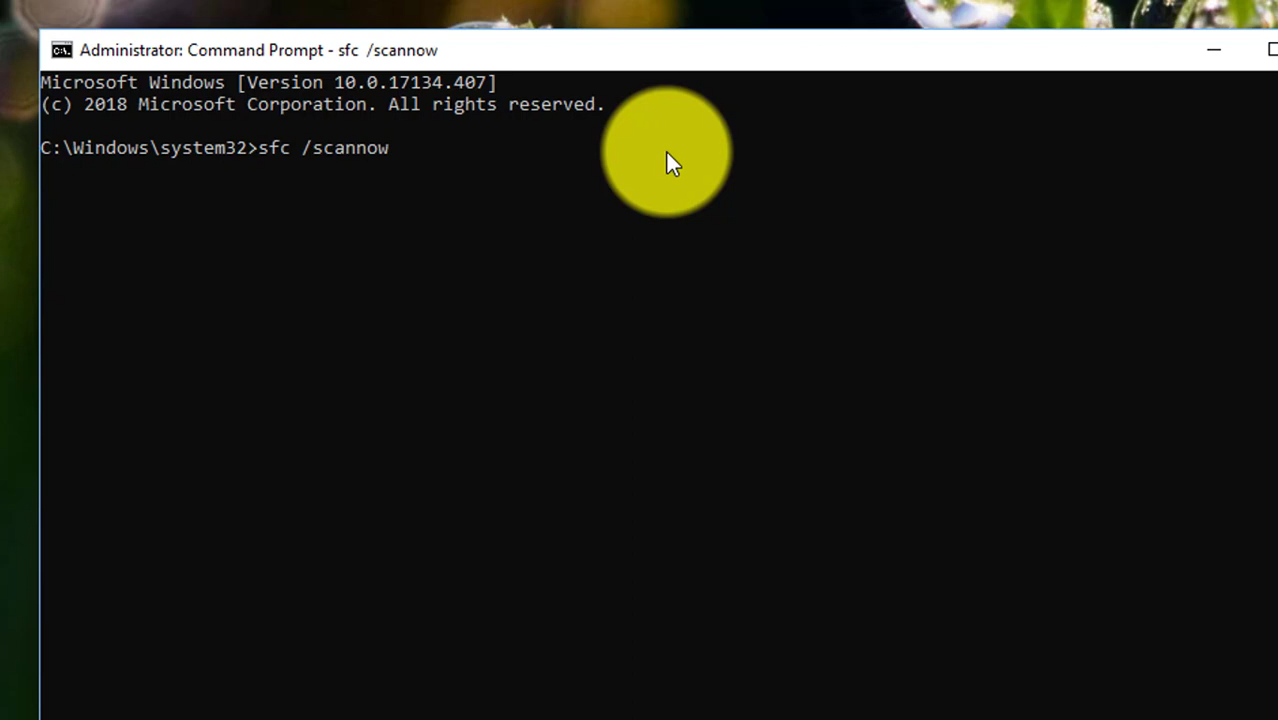 Administrator: Command Prompt - sfc  /scannow
Microsoft Windows [Version 10.0.17134.407]
(c) 2018 Microsoft Corporation. All rights reserved.
C:\Windows\system32>sfc /scannow